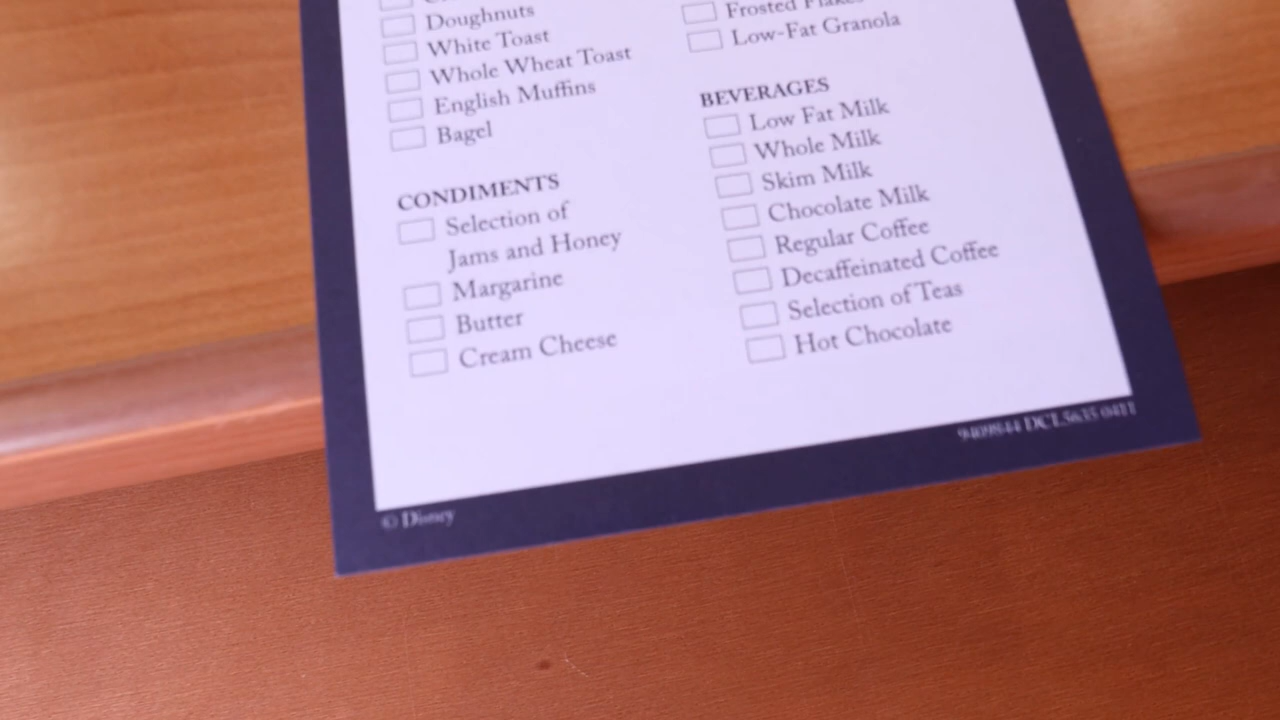 Doughnuts
White Toast
Whole Wheat Toast
English Muffins
Bagel
CONDIMENTS
Selection of
Jams and Honey
Margarine
Butter
Cream Cheese
Frosted Flakes
Low-Fat Granola
BEVERAGES
Low Fat Milk
Whole Milk
Skim Milk
Chocolate Milk
Regular Coffee
Decaffeinated Coffee
Selection of Teas
Hot Chocolate
© Disney